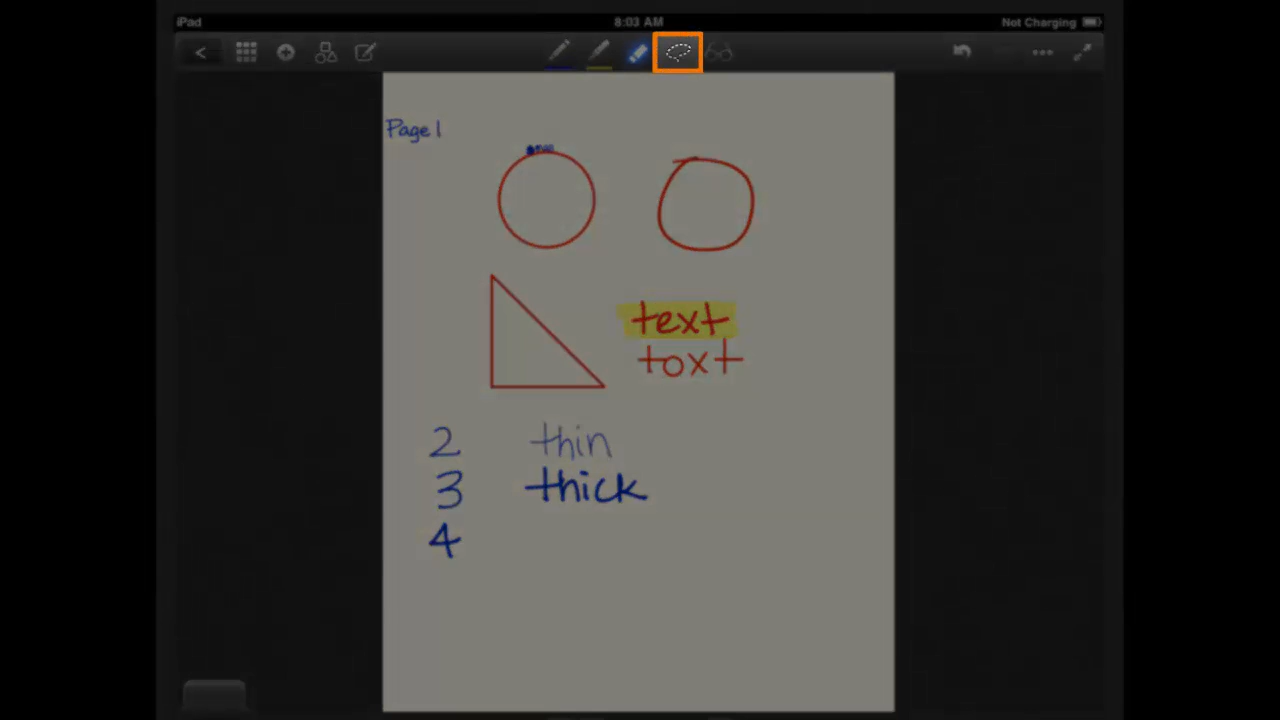 iPad 8:03 AM Not Charging
Page 1
text
toxt
2 thin
3 thick
4